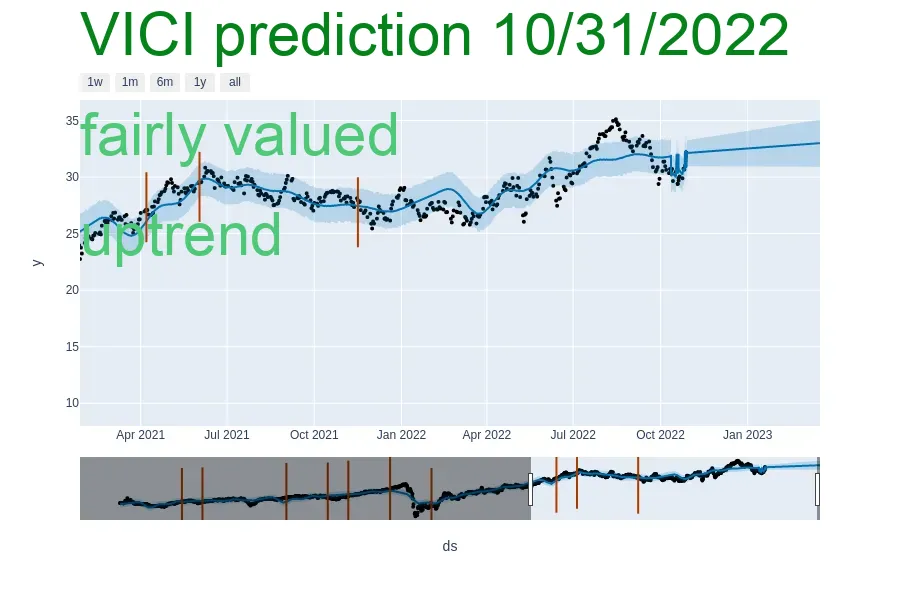 VICI prediction 10/31/2022
1w 1m 6m 1y all
fairly valued
uptrend
35
30
25
20
15
10
y
Apr 2021 Jul 2021 Oct 2021 Jan 2022 Apr 2022 Jul 2022 Oct 2022 Jan 2023
ds